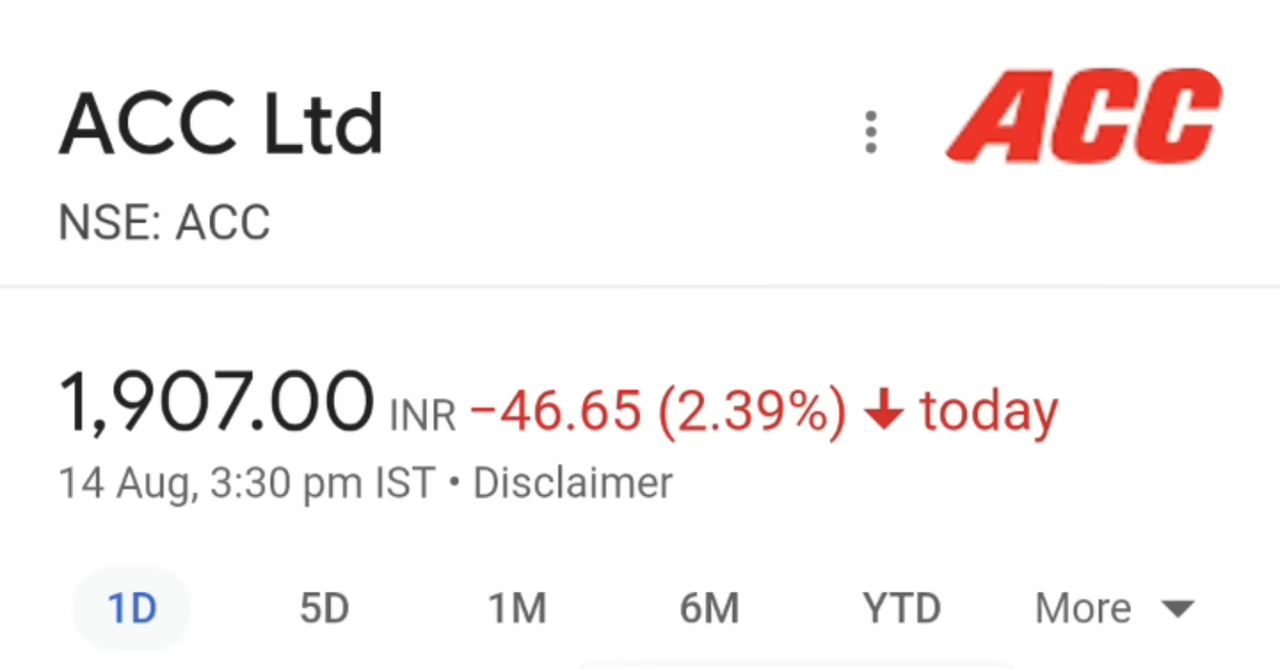 ACC Ltd
ACC
NSE: ACC
1,907.00 INR −46.65 (2.39%) ↓ today
14 Aug, 3:30 pm IST • Disclaimer
1D 5D 1M 6M YTD More